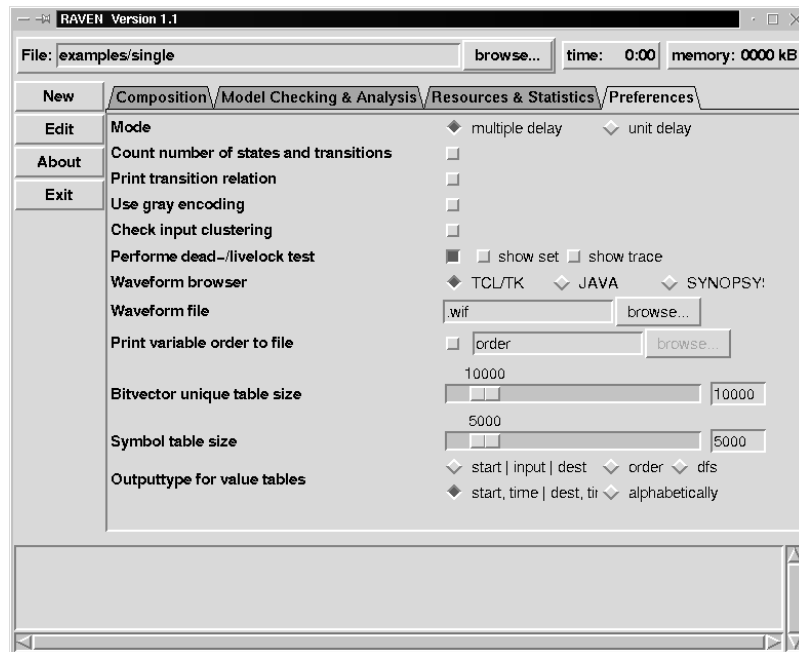 RAVEN Version 1.1
File: examples/single browse... time: 0:00 memory: 0000 kB
New Composition Model Checking & Analysis Resources & Statistics Preferences
Edit Mode multiple delay unit delay
About Count number of states and transitions
Print transition relation
Exit Use gray encoding
Check input clustering
Performe dead-/livelock test show set show trace
Waveform browser TCL/TK JAVA SYNOPSYS
Waveform file .wif browse...
Print variable order to file order browse...
10000
Bitvector unique table size 10000
5000
Symbol table size 5000
start | input | dest order dfs
Outputtype for value tables
start, time | dest, tir alphabetically